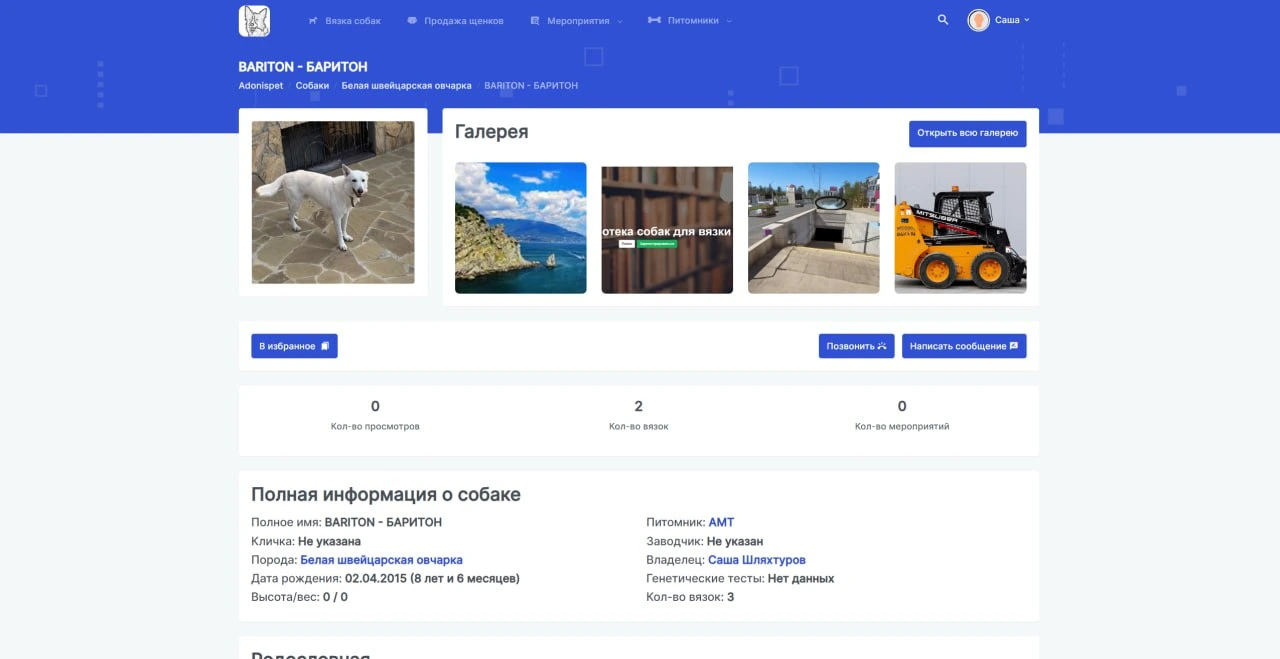 Вязка собак
Продажа щенков
Мероприятия
Питомники
Саша
BARITON - БАРИТОН
Adonispet / Собаки / Белая швейцарская овчарка / BARITON - БАРИТОН
Галерея
Открыть всю галерею
отека собак для вязки
MITSUBER
В избранное
Позвонить
Написать сообщение
0
Кол-во просмотров
2
Кол-во вязок
0
Кол-во мероприятий
Полная информация о собаке
Полное имя: BARITON - БАРИТОН
Кличка: Не указана
Порода: Белая швейцарская овчарка
Дата рождения: 02.04.2015 (8 лет и 6 месяцев)
Высота/вес: 0 / 0
Питомник: АМТ
Заводчик: Не указан
Владелец: Саша Шляхтуров
Генетические тесты: Нет данных
Кол-во вязок: 3
Родословная